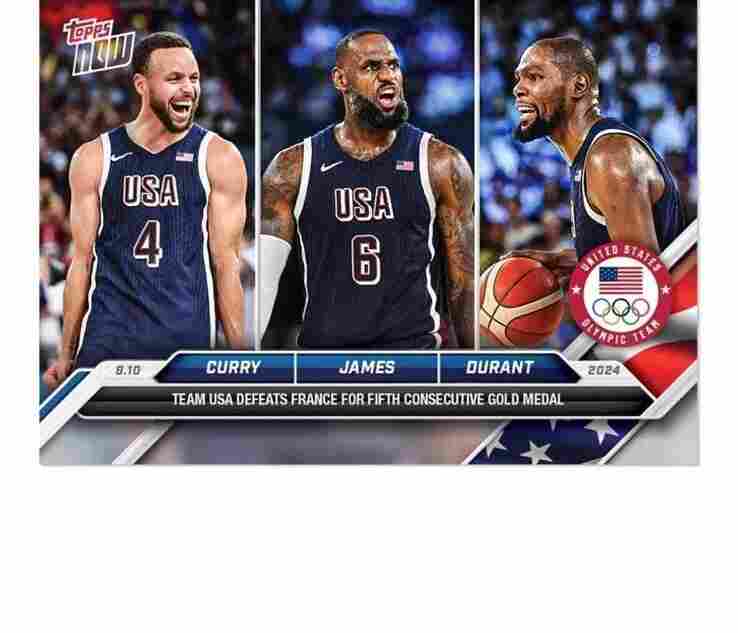 topps
NOW
USA
4
USA
6
UNITED STATES
OLYMPIC TEAM
8.10
CURRY
JAMES
DURANT
2024
TEAM USA DEFEATS FRANCE FOR FIFTH CONSECUTIVE GOLD MEDAL